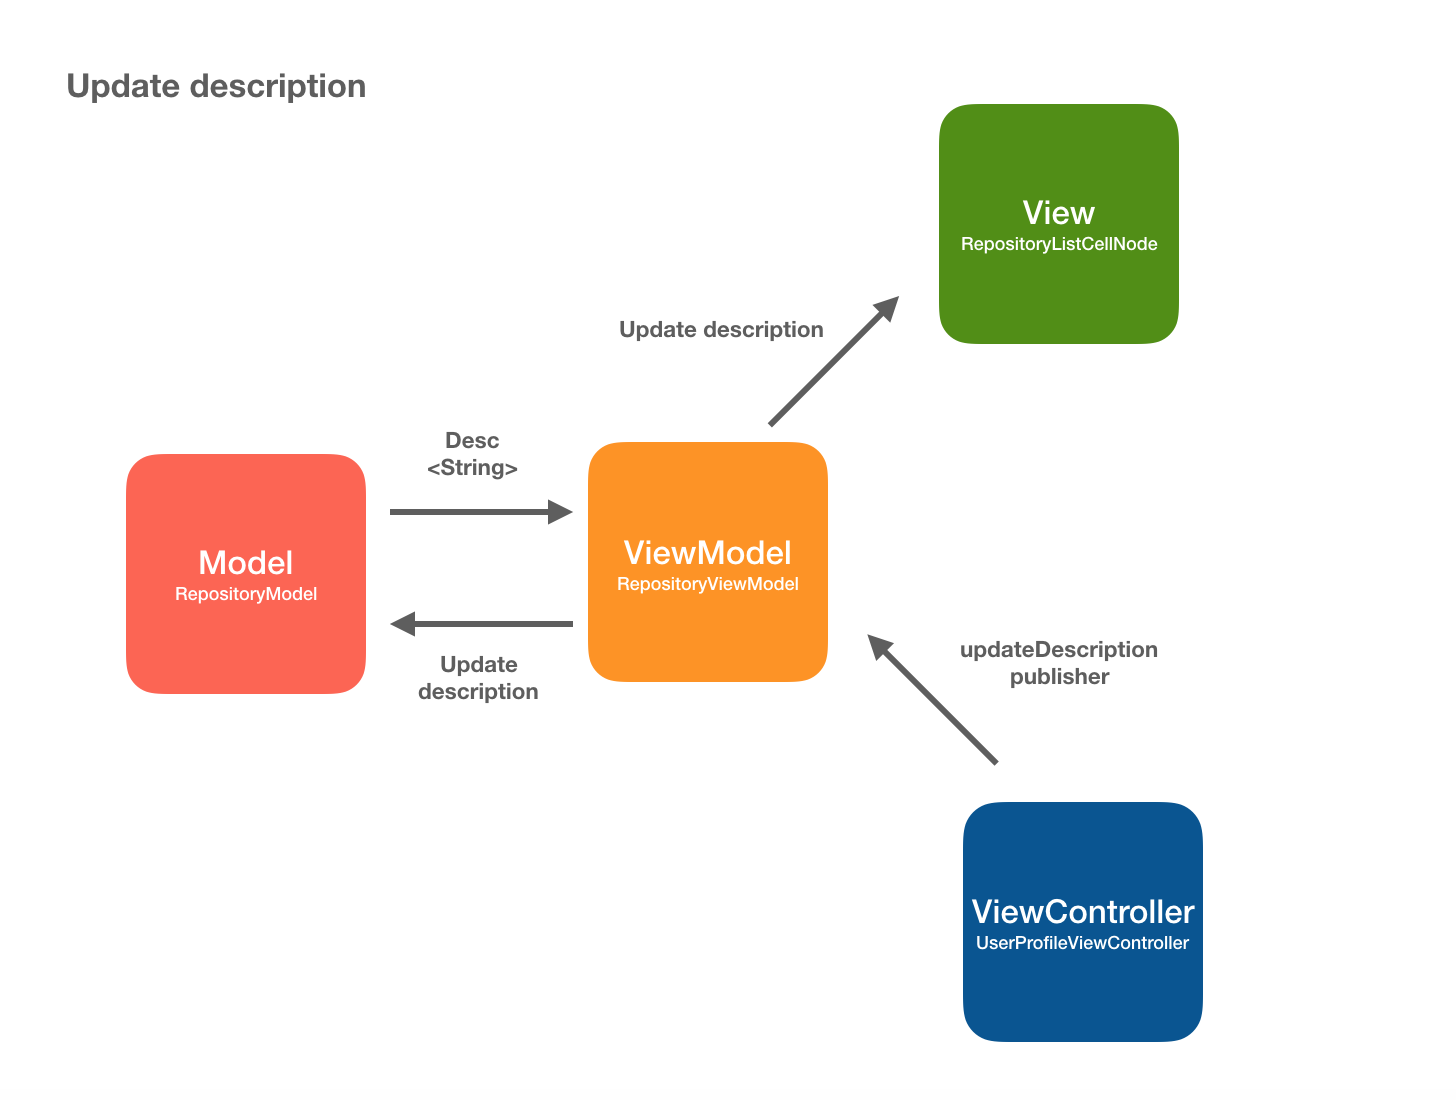 Update description
View
RepositoryListCellNode
Update description
Desc
<String>
Model
RepositoryModel
ViewModel
RepositoryViewModel
Update
description
updateDescription
publisher
ViewController
UserProfileViewController